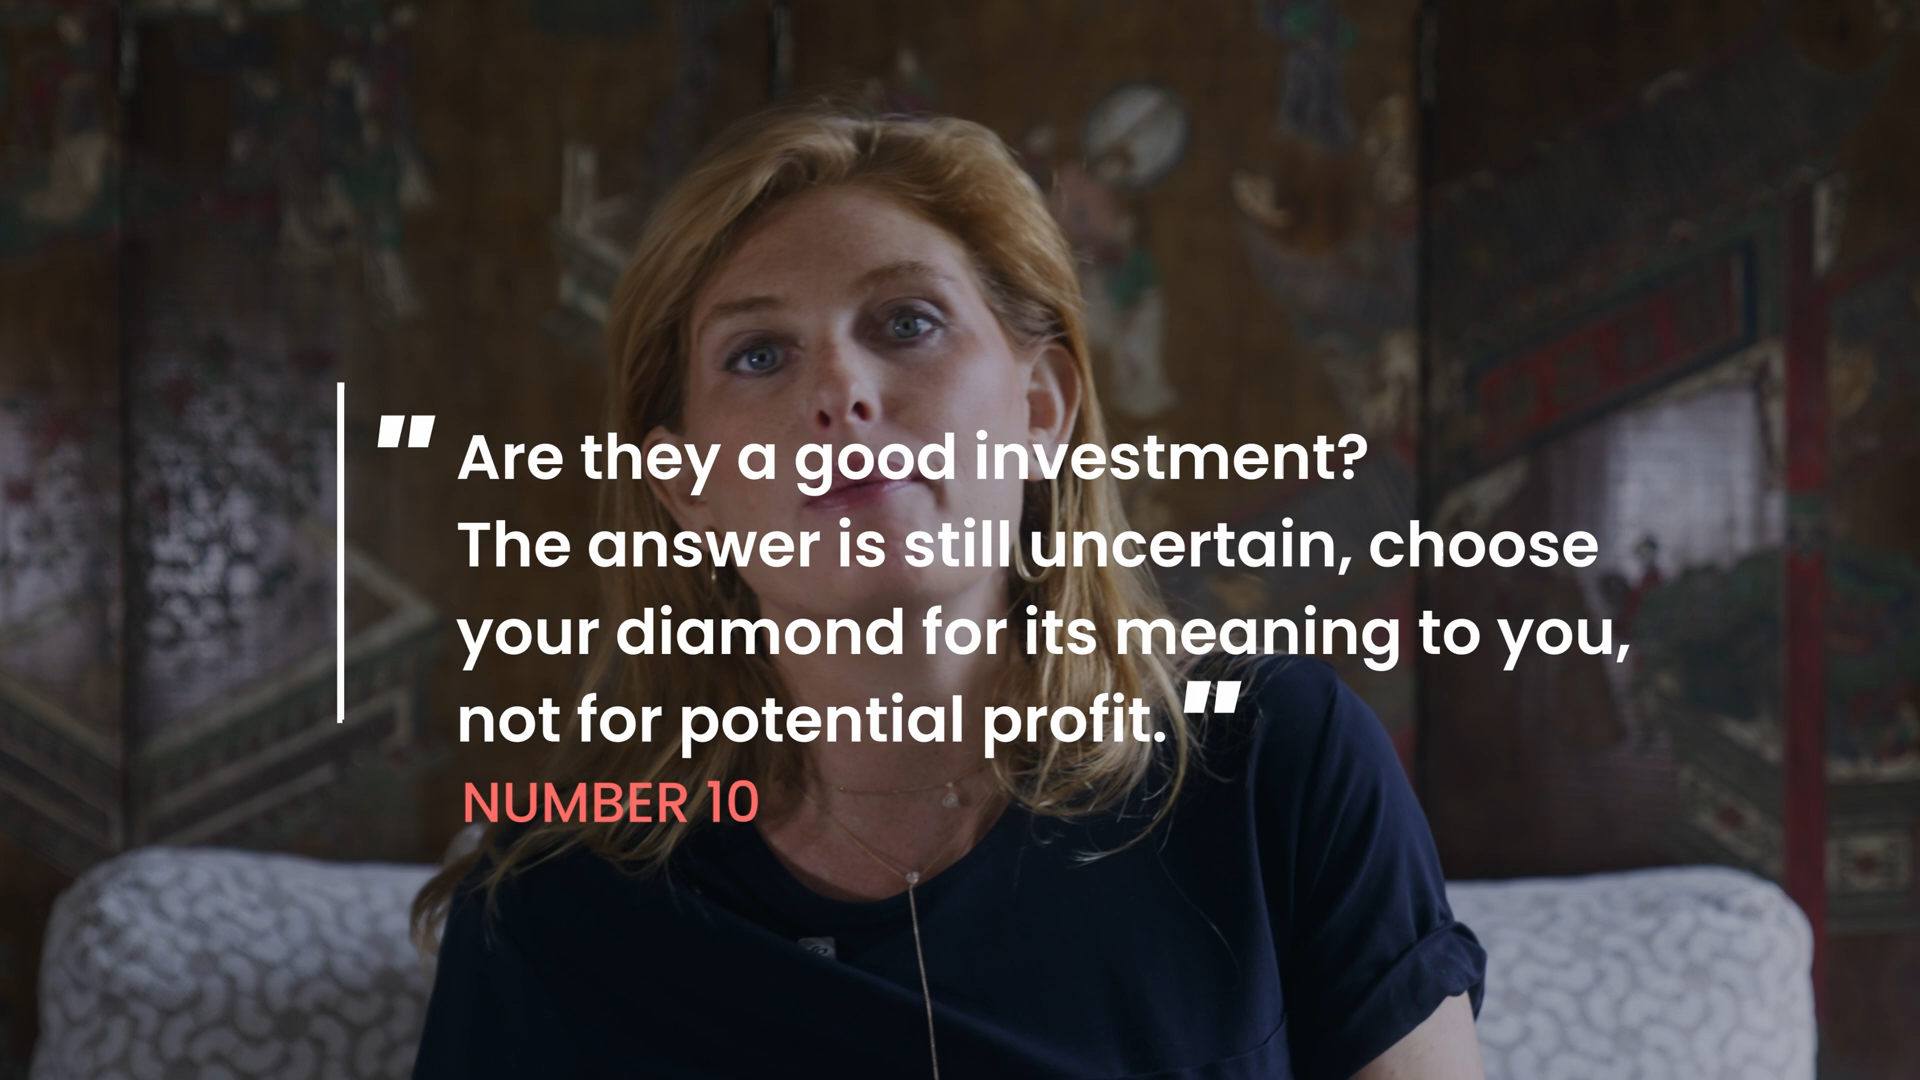 " Are they a good investment?
The answer is still uncertain, choose
your diamond for its meaning to you,
not for potential profit. "
NUMBER 10